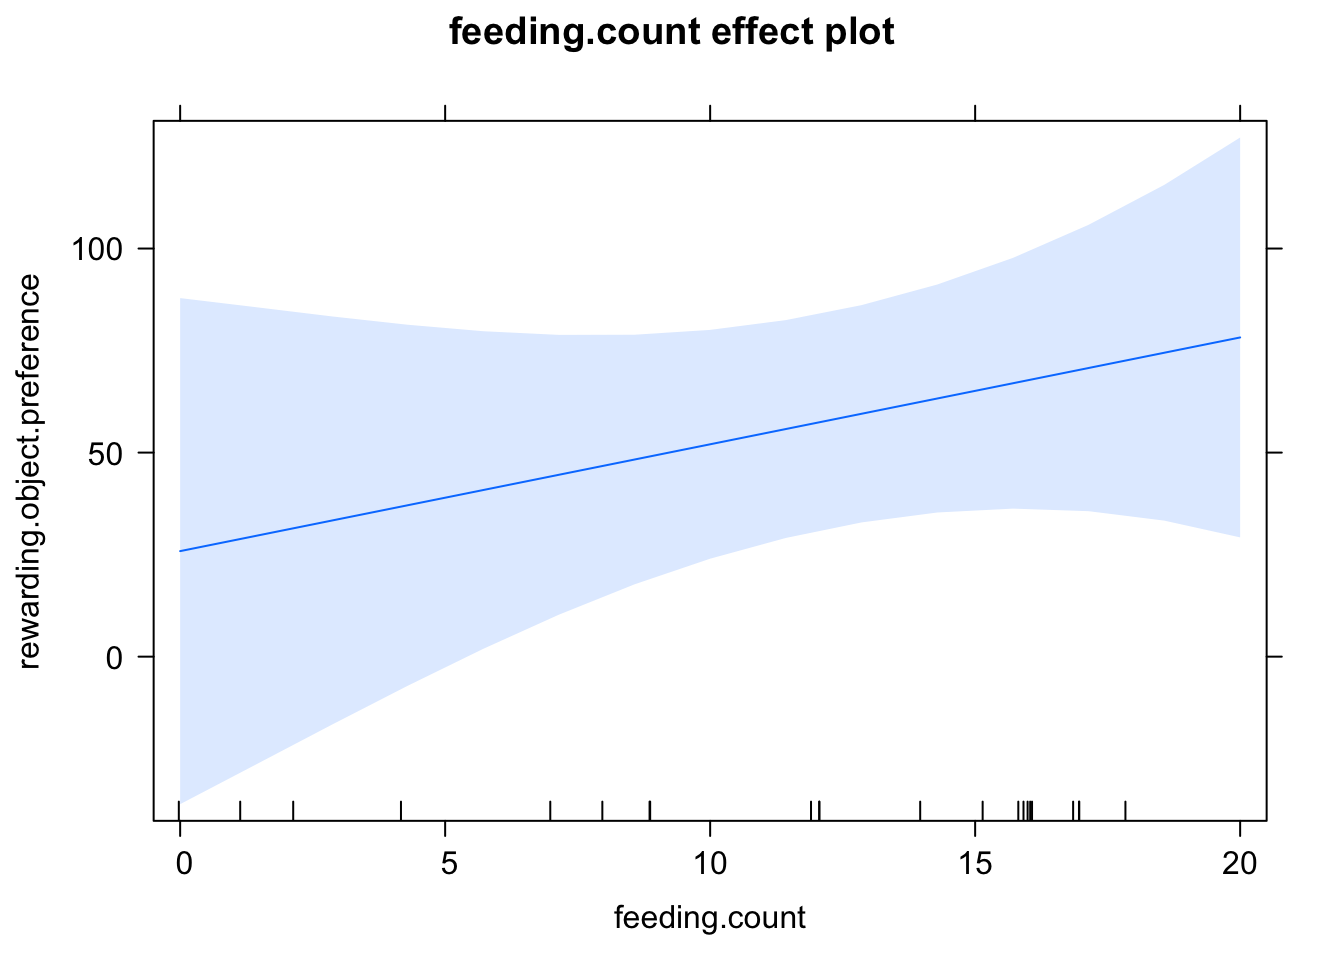 feeding.count effect plot
rewarding.object.preference
100
50
0
0 5 10 15 20
feeding.count